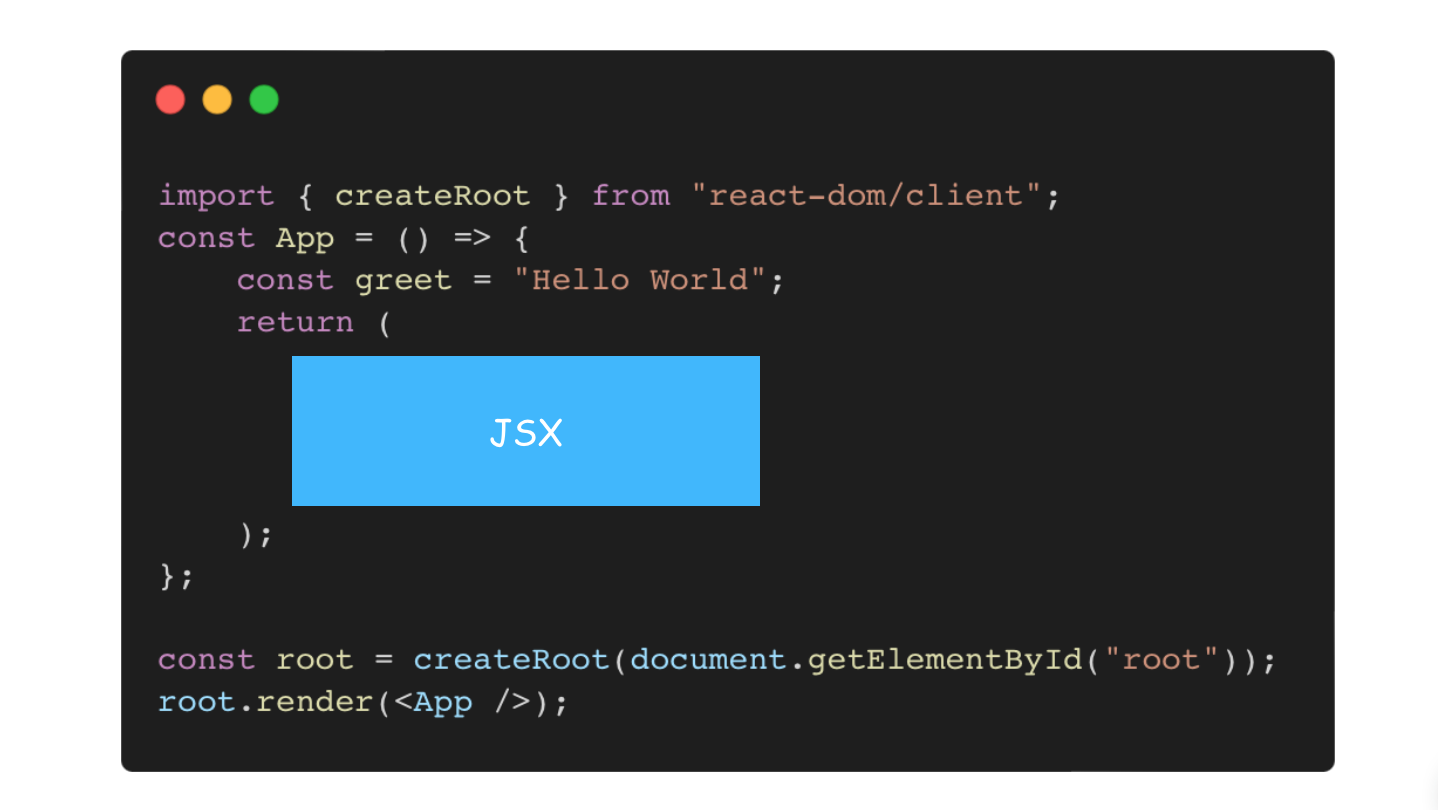 import { createRoot } from "react-dom/client";
const App = () => {
    const greet = "Hello World";
    return (
JSX
    );
};
const root = createRoot(document.getElementById("root"));
root.render(<App />);